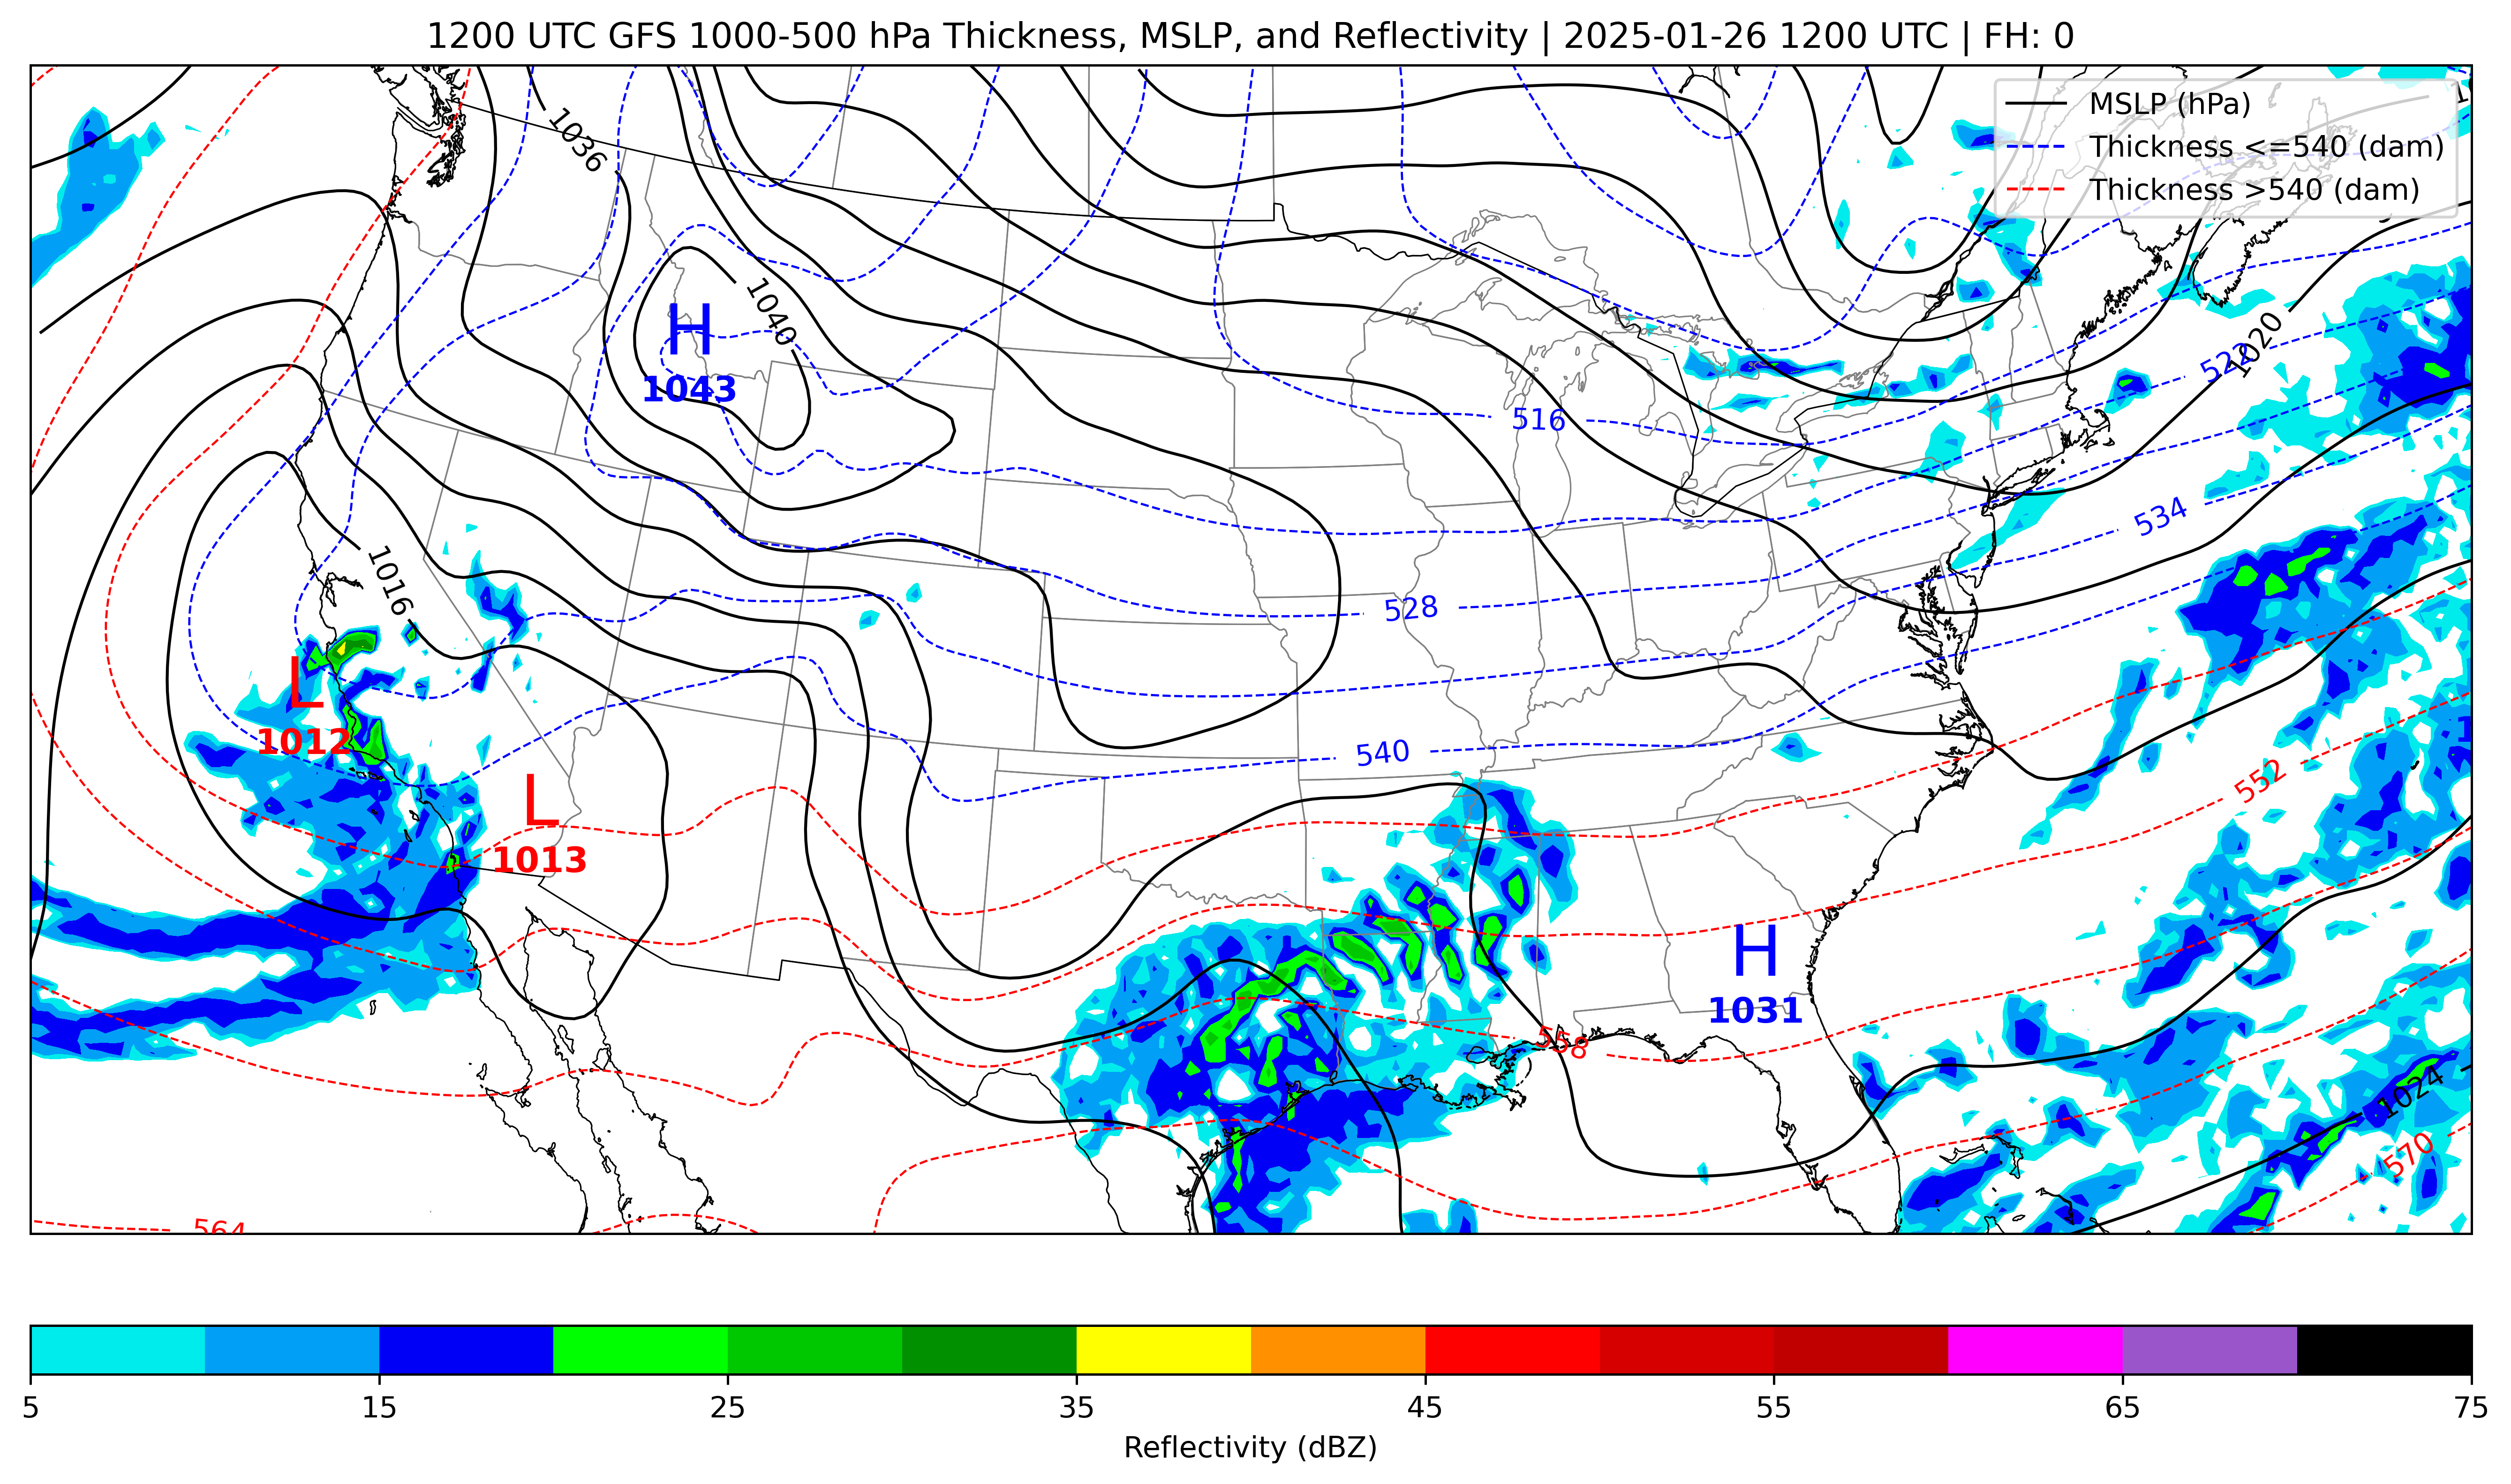 1200 UTC GFS 1000-500 hPa Thickness, MSLP, and Reflectivity | 2025-01-26 1200 UTC | FH: 0
MSLP (hPa)
Thickness <=540 (dam)
Thickness >540 (dam)
1036
1040
H
1043
1020
522
516
534
1016
528
L
1012
540
552
L
1013
H
1031
558
1024
570
564
5 15 25 35 45 55 65 75
Reflectivity (dBZ)